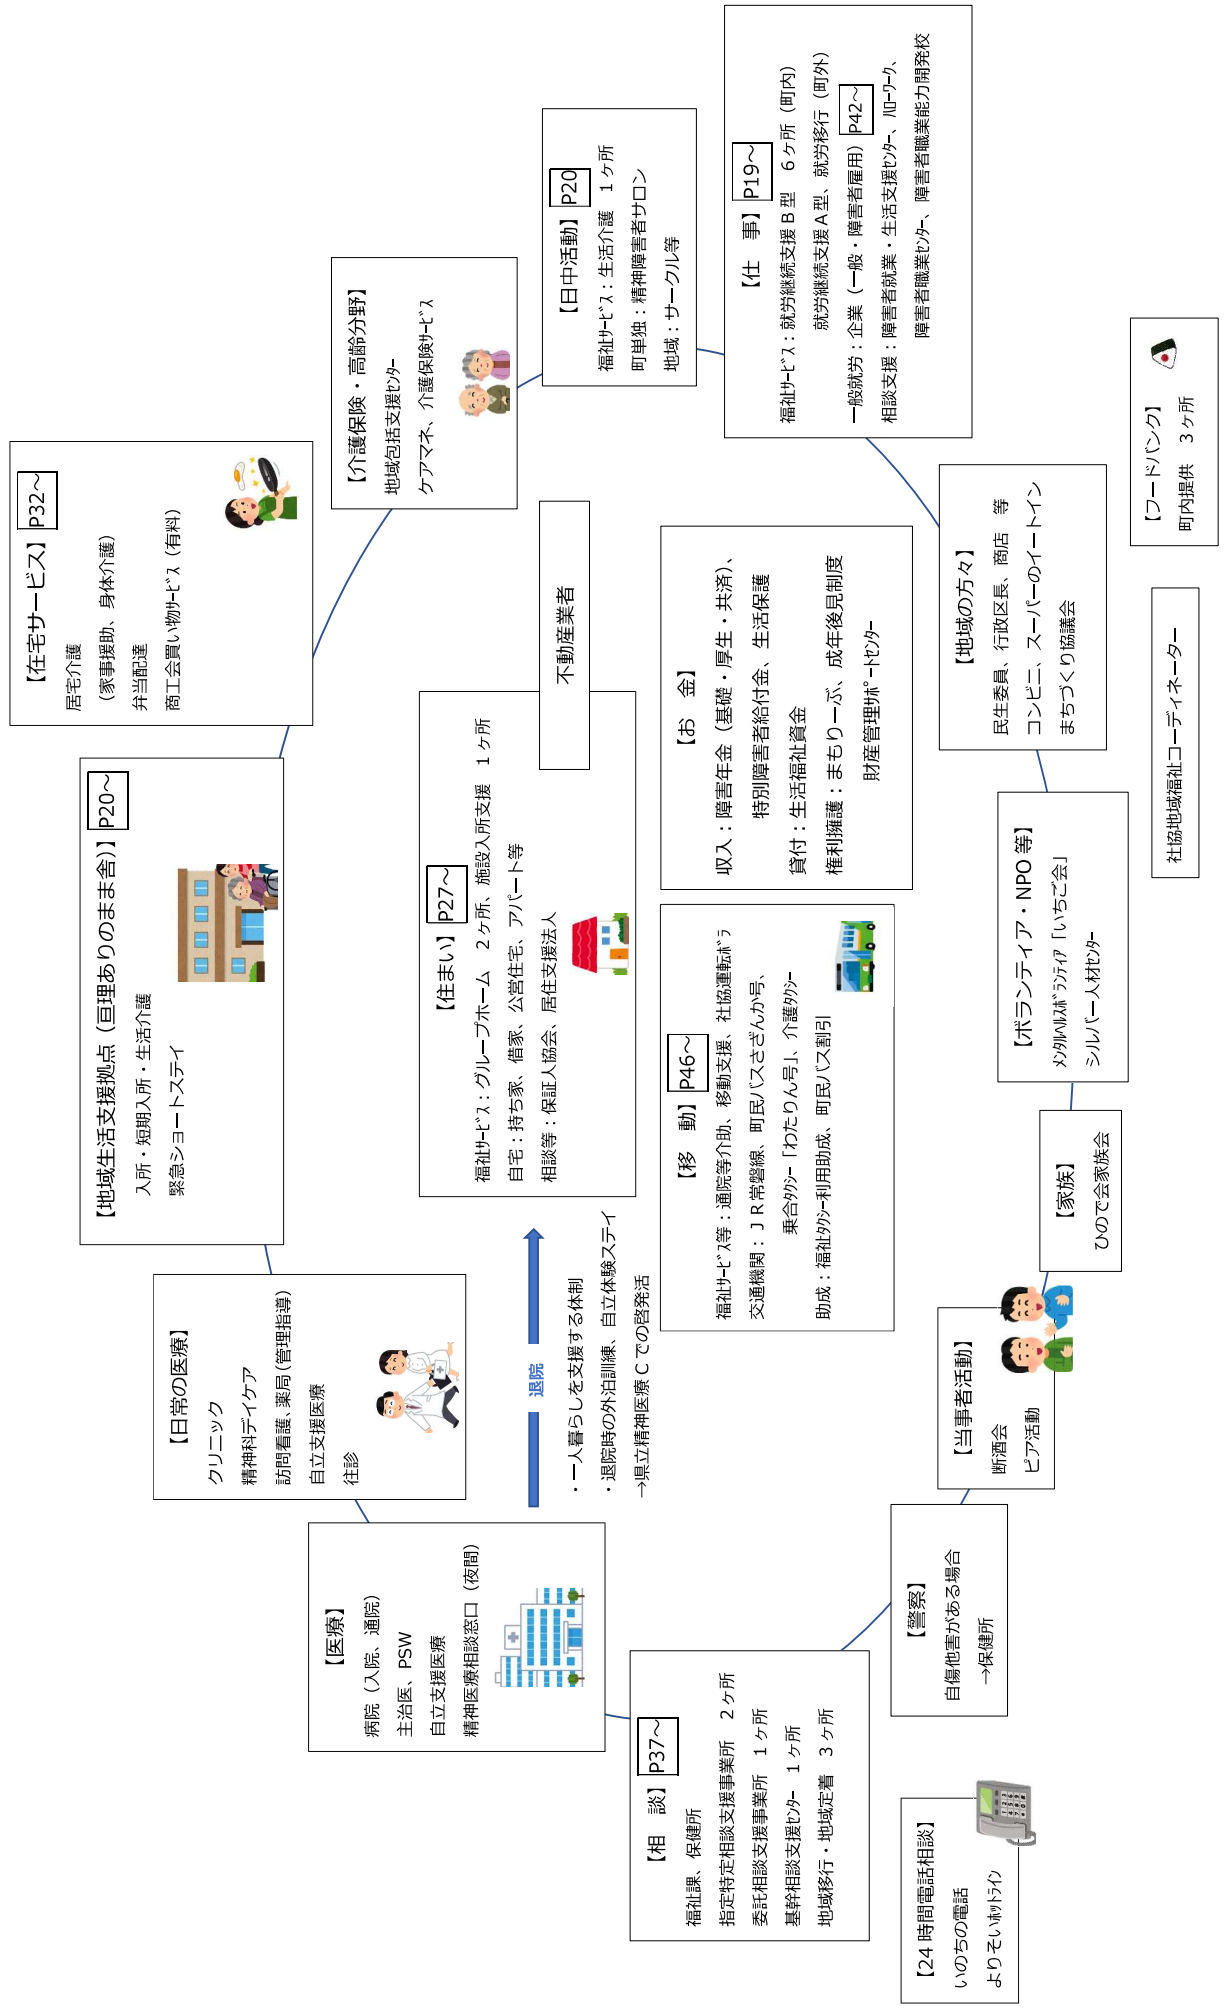 【在宅サービス】 P32～
居宅介護
（家事援助、身体介護）
弁当配達
商工会買い物ｻｰﾋﾞｽ（有料）
【地域生活支援拠点（亘理ありのまま舎）】 P20～
入所・短期入所・生活介護
緊急ショートステイ
【日常の医療】
クリニック
精神科デイケア
訪問看護、薬局（管理指導）
自立支援医療
往診
【医療】
病院（入院、通院）
主治医、PSW
自立支援医療
精神医療相談窓口（夜間）
【介護保険・高齢分野】
地域包括支援ｾﾝﾀｰ
ケアマネ、介護保険ｻｰﾋﾞｽ
【日中活動】 P20
福祉ｻｰﾋﾞｽ：生活介護　1ヶ所
町単独：精神障害者サロン
地域：サークル等
【仕　事】 P19～
福祉ｻｰﾋﾞｽ：就労継続支援B型　6ヶ所（町内）
就労継続支援A型、就労移行（町外）
一般就労：企業（一般・障害者雇用） P42～
相談支援：障害者就業・生活支援ｾﾝﾀｰ、ﾊﾛｰﾜｰｸ、
障害者職業ｾﾝﾀｰ、障害者職業能力開発校
不動産業者
【住まい】 P27～
福祉ｻｰﾋﾞｽ：グループホーム　2ヶ所、施設入所支援　1ヶ所
自宅：持ち家、借家、公営住宅、アパート等
相談等：保証人協会、居住支援法人
退院
・一人暮らしを支援する体制
・退院時の外泊訓練、自立体験ステイ
→県立精神医療Cでの啓発活
【お　金】
収入：障害年金（基礎・厚生・共済）、
特別障害者給付金、生活保護
貸付：生活福祉資金
権利擁護：まもりーぶ、成年後見制度
財産管理ｻﾎﾟｰﾄｾﾝﾀｰ
【移　動】 P46～
福祉ｻｰﾋﾞｽ等：通院等介助、移動支援、社協運転ﾎﾞﾗ
交通機関：JR常磐線、町民バスさざんか号、
乗合ﾀｸｼｰ「わたりん号」、介護ﾀｸｼｰ
助成：福祉ﾀｸｼｰ利用助成、町民バス割引
【相　談】 P37～
福祉課、保健所
指定特定相談支援事業所　2ヶ所
委託相談支援事業所　1ヶ所
基幹相談支援ｾﾝﾀｰ　1ヶ所
地域移行・地域定着　3ヶ所
【24時間電話相談】
いのちの電話
よりそいﾎｯﾄﾗｲﾝ
【警察】
自傷他害がある場合
→保健所
【当事者活動】
断酒会
ピア活動
【家族】
ひので会家族会
【ボランティア・NPO等】
ﾒﾝﾀﾙﾍﾙｽﾎﾞﾗﾝﾃｨｱ「いちご会」
シルバー人材ｾﾝﾀｰ
【地域の方々】
民生委員、行政区長、商店　等
コンビニ、スーパーのイートイン
まちづくり協議会
社協地域福祉コーディネーター
【フードバンク】
町内提供　3ヶ所